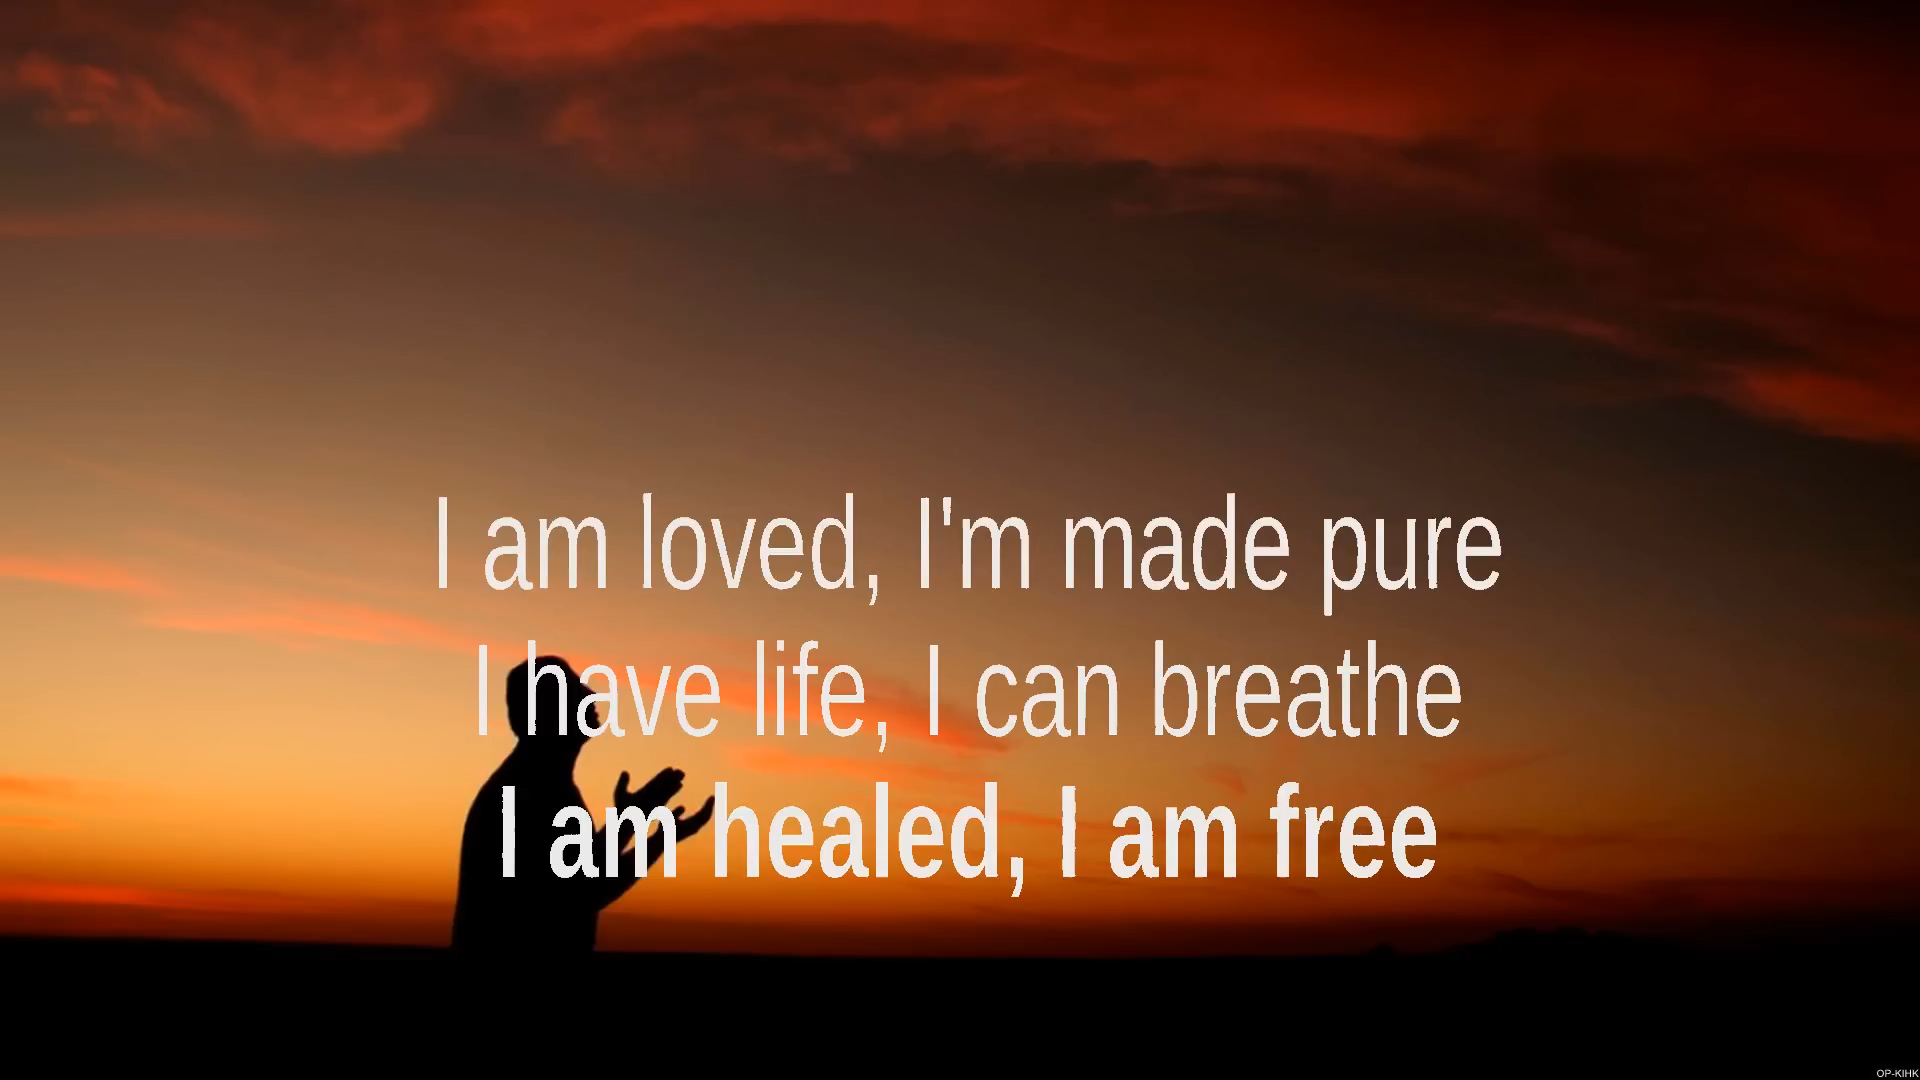 I am loved, I'm made pure
I have life, I can breathe
I am healed, I am free
OP-KIHK